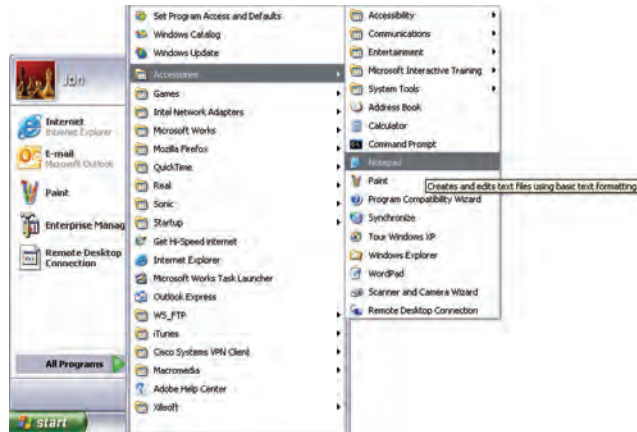 Jon
Internet
Internet Explorer
E-mail
Microsoft Outlook
Paint
Enterprise Manag
Remote Desktop
Connection
All Programs
start
Set Program Access and Defaults
Windows Catalog
Windows Update
Accessories
Games
Intel Network Adapters
Microsoft Works
Mozilla Firefox
QuickTime
Real
Sonic
Startup
Get Hi-Speed Internet
Internet Explorer
Microsoft Works Task Launcher
Outlook Express
WS_FTP
iTunes
Cisco Systems VPN Client
Macromedia
Adobe Help Center
Xilisoft
Accessibility
Communications
Entertainment
Microsoft Interactive Training
System Tools
Address Book
Calculator
Command Prompt
Notepad
Paint
Creates and edits text files using basic text formatting
Program Compatibility Wizard
Synchronize
Tour Windows XP
Windows Explorer
WordPad
Scanner and Camera Wizard
Remote Desktop Connection